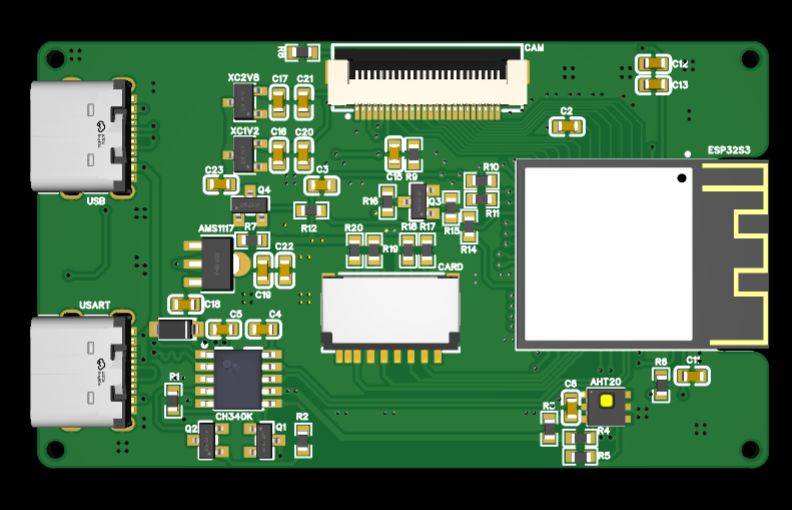 R8
CAM
C12
XC2V8
C17
C21
C13
C2
XC1V2
C16
C20
ESP32S3
C15
R9
R10
C23
C3
Q4
R16
Q3
USB
R11
R12
R15
AMS1117
R7
R20
R18
R17
R14
C22
R19
CARD
C19
USART
C18
C5
C4
R6
P1
C6
AHT20
CH340K
R2
Q2
Q1
R4
R5